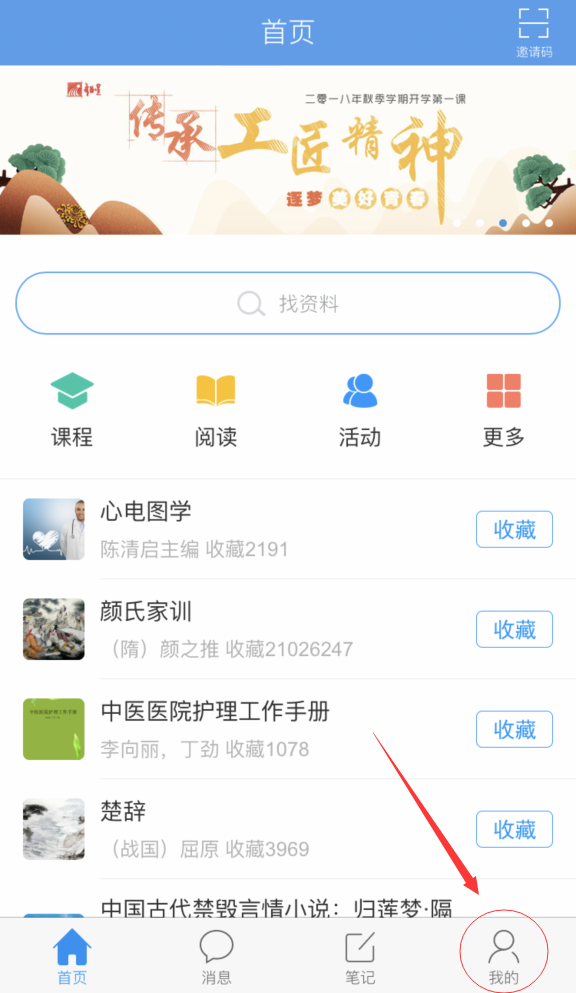 首页
邀请码
二零一八年秋季学期开学第一课
传承工匠精神
逐梦美好青春
找资料
课程
阅读
活动
更多
心电图学
陈清启主编 收藏2191
收藏
颜氏家训
（隋）颜之推 收藏21026247
收藏
中医医院护理工作手册
李向丽，丁劲 收藏1078
收藏
楚辞
（战国）屈原 收藏3969
收藏
中国古代禁毁言情小说：归莲梦·隔
首页
消息
笔记
我的